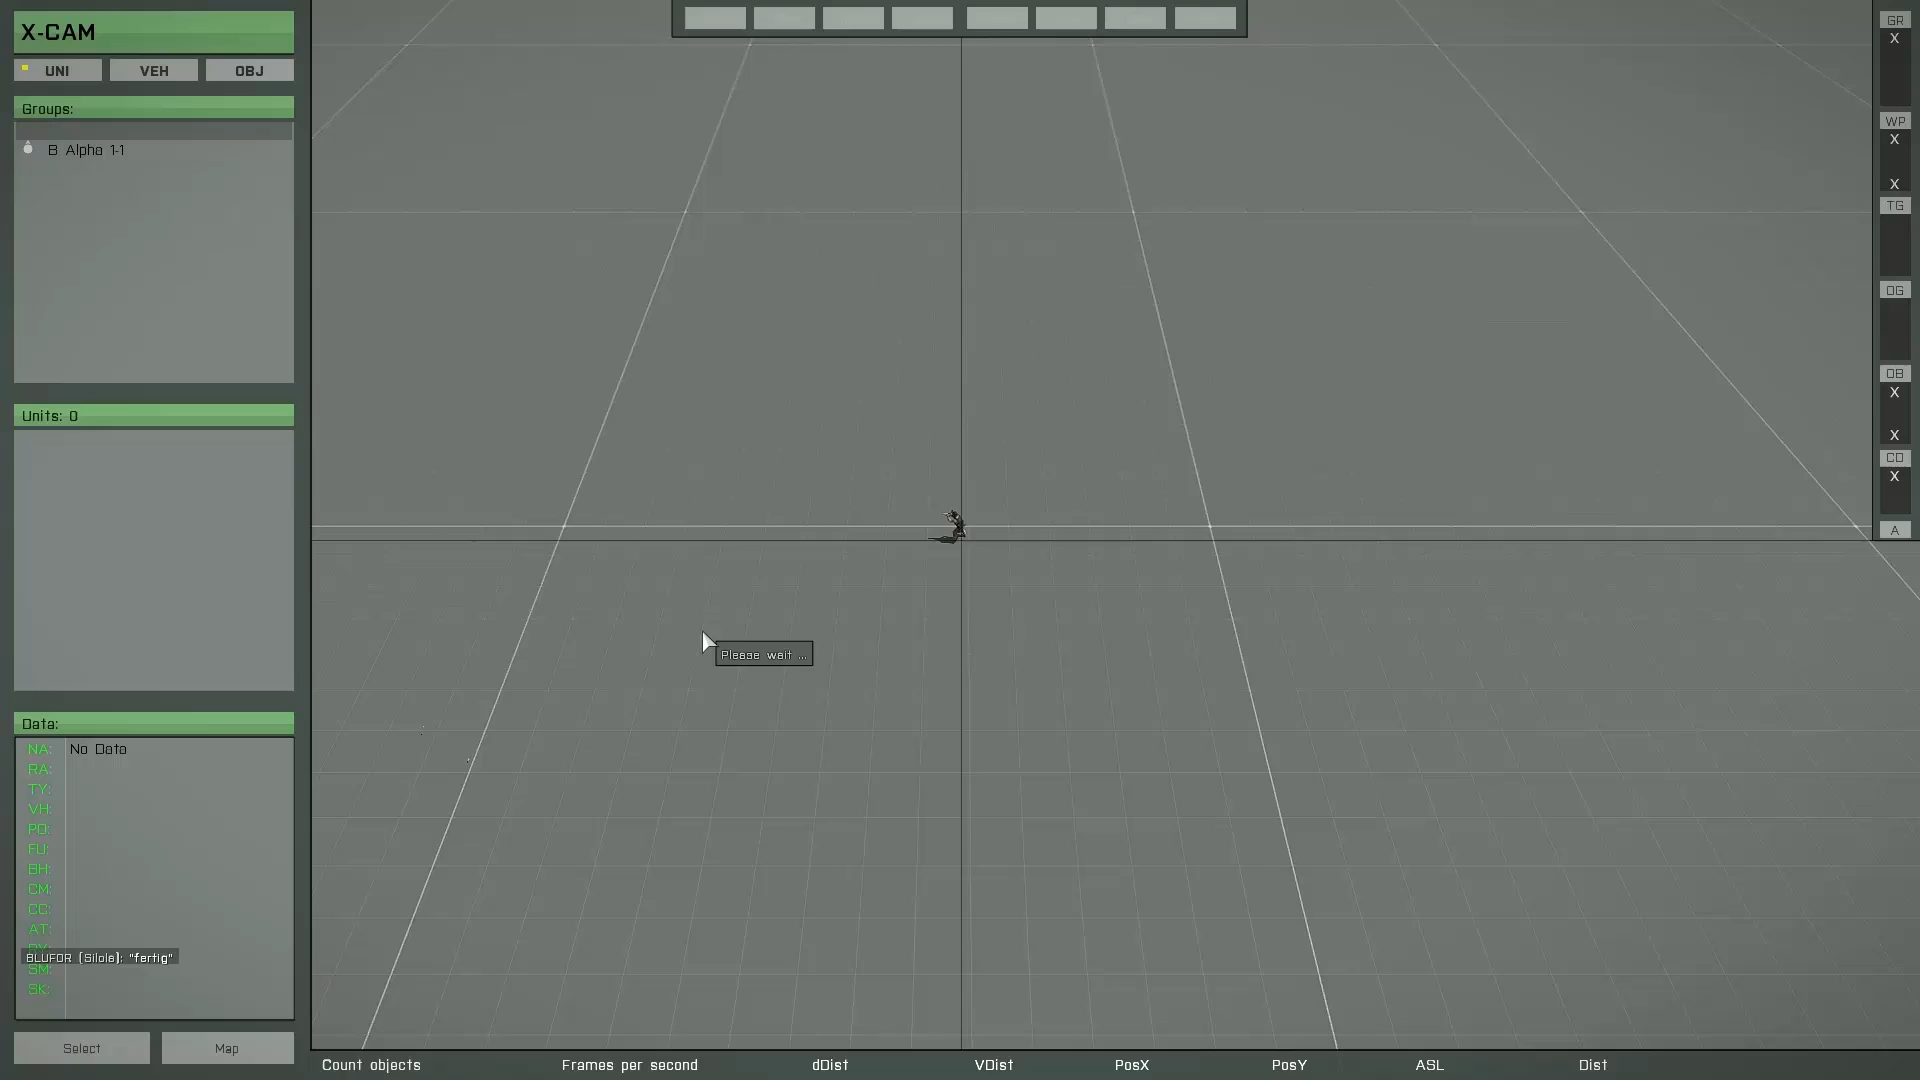 X-CAM
UNI VEH OBJ
Groups:
B Alpha 1-1
Units: 0
Data:
NA: No Data
RA:
TY:
VH:
PO:
FU:
BH:
CM:
CC:
AT:
BLUFOR (Silola): "fertig"
SM:
SK:
Select Map
Please wait ...
Count objects Frames per second dDist VDist PosX PosY ASL Dist
GR
X
WP
X
X
TG
OG
OB
X
X
CO
X
A